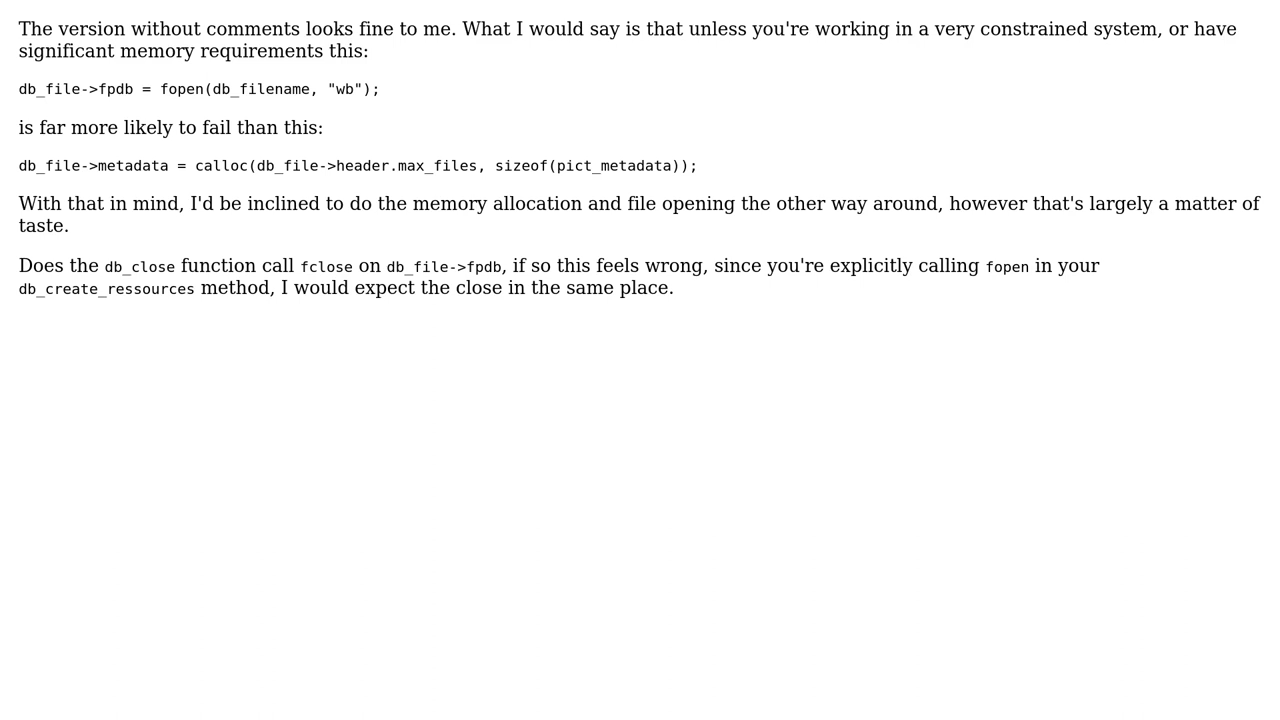 The version without comments looks fine to me. What I would say is that unless you're working in a very constrained system, or have
significant memory requirements this:
db_file->fpdb = fopen(db_filename, "wb");
is far more likely to fail than this:
db_file->metadata = calloc(db_file->header.max_files, sizeof(pict_metadata));
With that in mind, I'd be inclined to do the memory allocation and file opening the other way around, however that's largely a matter of
taste.
Does the db_close function call fclose on db_file->fpdb, if so this feels wrong, since you're explicitly calling fopen in your
db_create_ressources method, I would expect the close in the same place.